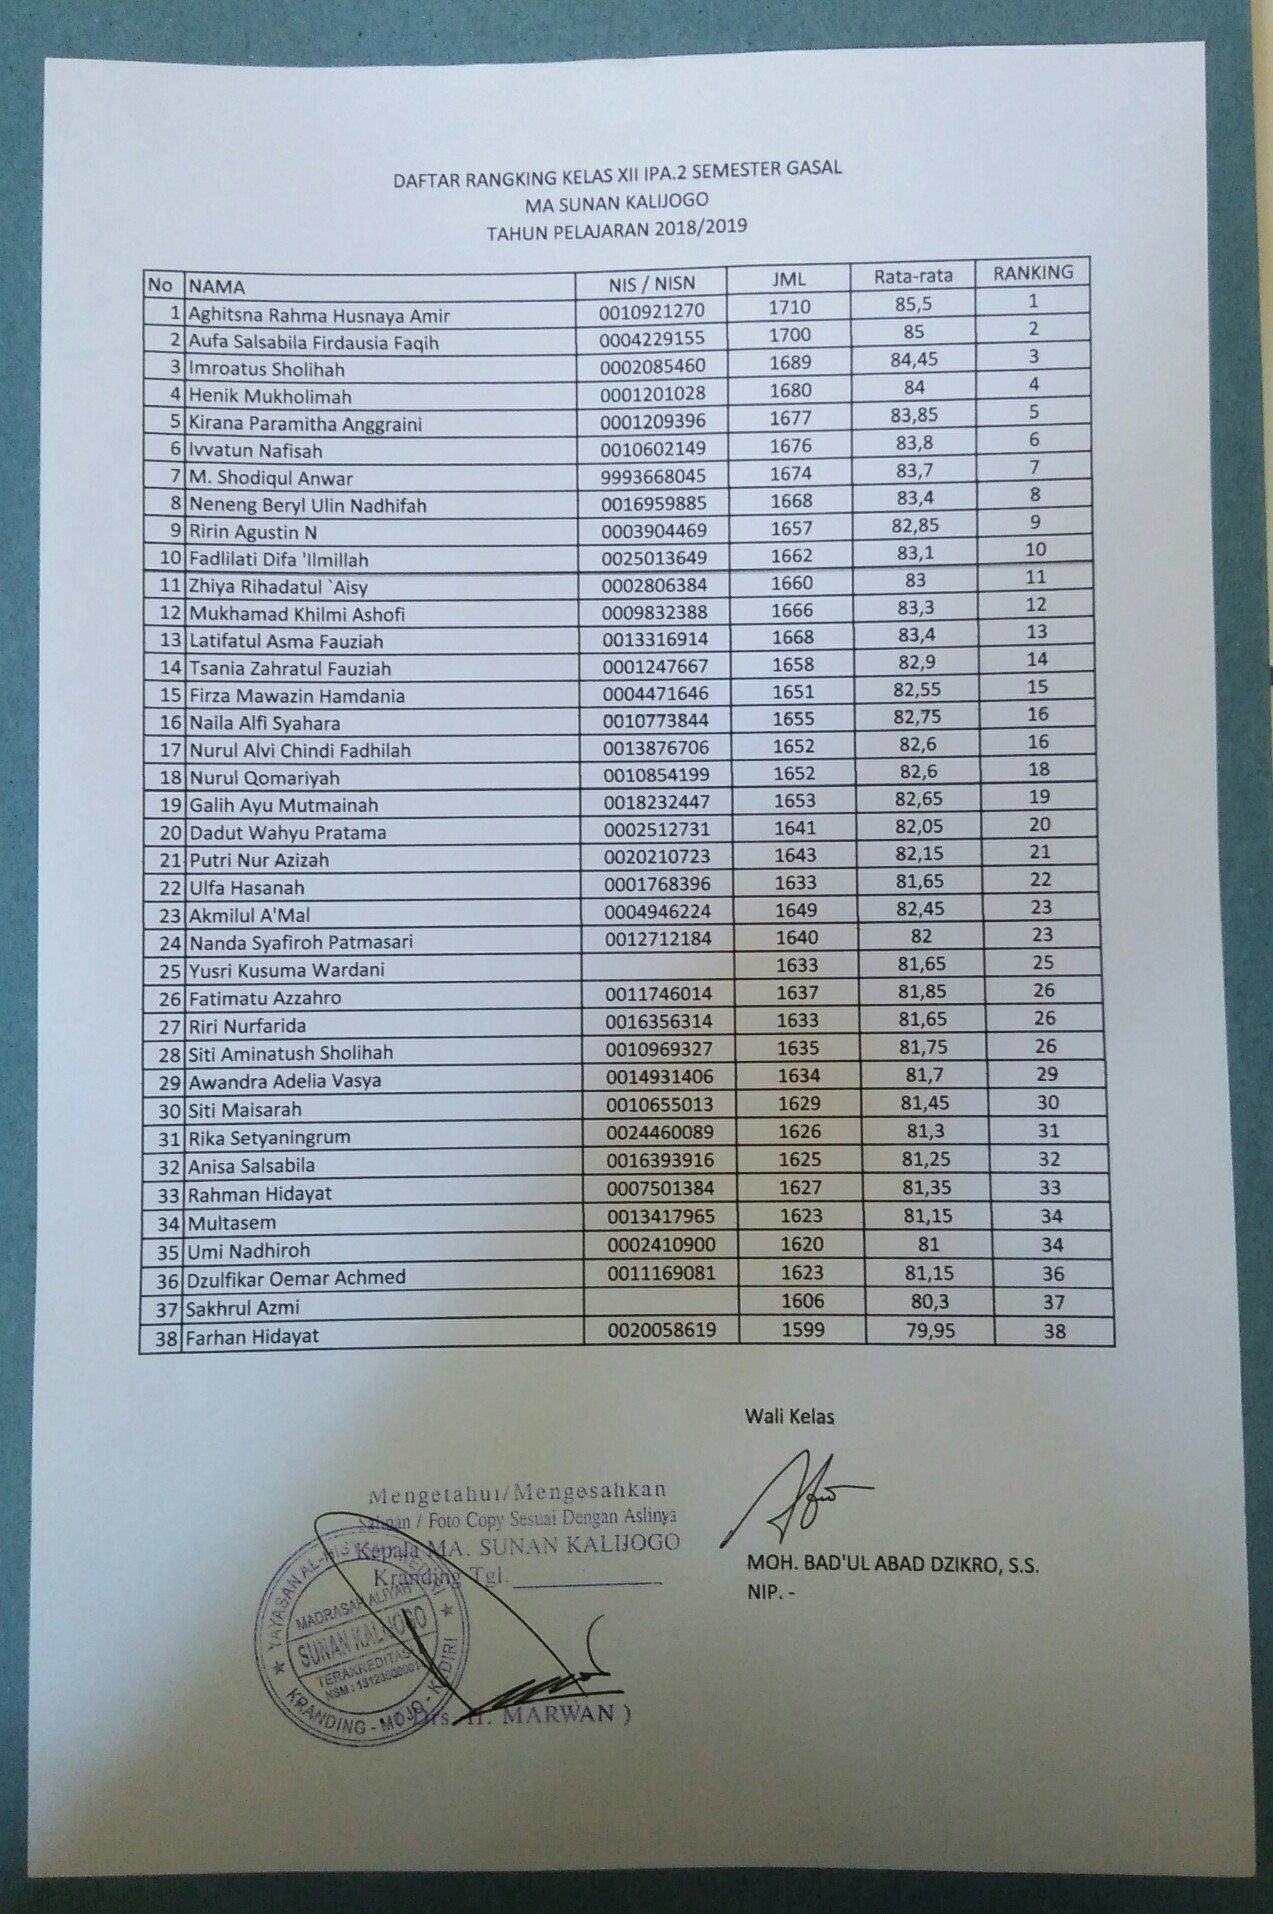 DAFTAR RANGKING KELAS XII IPA.2 SEMESTER GASAL
MA SUNAN KALIJOGO
TAHUN PELAJARAN 2018/2019
No NAMA NIS / NISN JML Rata-rata RANKING
1 Aghitsna Rahma Husnaya Amir 0010921270 1710 85,5 1
2 Aufa Salsabila Firdausia Faqih 0004229155 1700 85 2
3 Imroatus Sholihah 0002085460 1689 84,45 3
4 Henik Mukholimah 0001201028 1680 84 4
5 Kirana Paramitha Anggraini 0001209396 1677 83,85 5
6 Ivvatun Nafisah 0010602149 1676 83,8 6
7 M. Shodiqul Anwar 9993668045 1674 83,7 7
8 Neneng Beryl Ulin Nadhifah 0016959885 1668 83,4 8
9 Ririn Agustin N 0003904469 1657 82,85 9
10 Fadlilati Difa 'Ilmillah 0025013649 1662 83,1 10
11 Zhiya Rihadatul `Aisy 0002806384 1660 83 11
12 Mukhamad Khilmi Ashofi 0009832388 1666 83,3 12
13 Latifatul Asma Fauziah 0013316914 1668 83,4 13
14 Tsania Zahratul Fauziah 0001247667 1658 82,9 14
15 Firza Mawazin Hamdania 0004471646 1651 82,55 15
16 Naila Alfi Syahara 0010773844 1655 82,75 16
17 Nurul Alvi Chindi Fadhilah 0013876706 1652 82,6 16
18 Nurul Qomariyah 0010854199 1652 82,6 18
19 Galih Ayu Mutmainah 0018232447 1653 82,65 19
20 Dadut Wahyu Pratama 0002512731 1641 82,05 20
21 Putri Nur Azizah 0020210723 1643 82,15 21
22 Ulfa Hasanah 0001768396 1633 81,65 22
23 Akmilul A'Mal 0004946224 1649 82,45 23
24 Nanda Syafiroh Patmasari 0012712184 1640 82 23
25 Yusri Kusuma Wardani 1633 81,65 25
26 Fatimatu Azzahro 0011746014 1637 81,85 26
27 Riri Nurfarida 0016356314 1633 81,65 26
28 Siti Aminatush Sholihah 0010969327 1635 81,75 26
29 Awandra Adelia Vasya 0014931406 1634 81,7 29
30 Siti Maisarah 0010655013 1629 81,45 30
31 Rika Setyaningrum 0024460089 1626 81,3 31
32 Anisa Salsabila 0016393916 1625 81,25 32
33 Rahman Hidayat 0007501384 1627 81,35 33
34 Multasem 0013417965 1623 81,15 34
35 Umi Nadhiroh 0002410900 1620 81 34
36 Dzulfikar Oemar Achmed 0011169081 1623 81,15 36
37 Sakhrul Azmi 1606 80,3 37
38 Farhan Hidayat 0020058619 1599 79,95 38
Wali Kelas
MOH. BAD'UL ABAD DZIKRO, S.S.
NIP. -
Mengetahui/Mengesahkan
Salinan / Foto Copy Sesuai Dengan Aslinya
Kepala MA. SUNAN KALIJOGO
Kranding Tgl.
MADRASAH ALIYAH
SUNAN KALIJOGO
TERAKREDITASI
KRANDING - MOJO - KEDIRI
Drs. H. MARWAN )